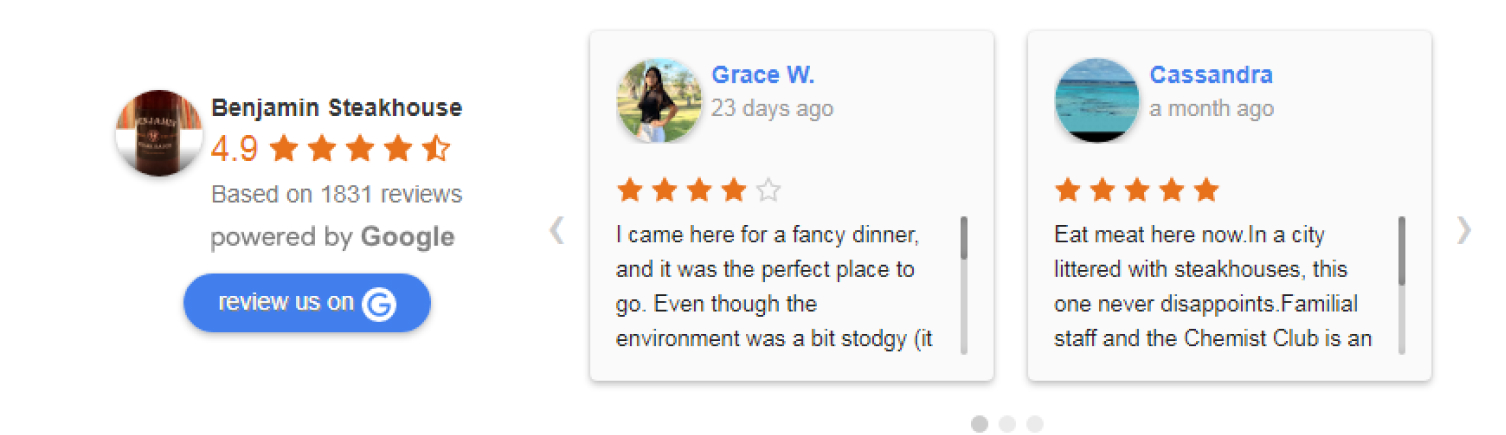 Benjamin Steakhouse
4.9
Based on 1831 reviews
powered by Google
review us on G
Grace W.
23 days ago
I came here for a fancy dinner,
and it was the perfect place to
go. Even though the
environment was a bit stodgy (it
Cassandra
a month ago
Eat meat here now.In a city
littered with steakhouses, this
one never disappoints.Familial
staff and the Chemist Club is an